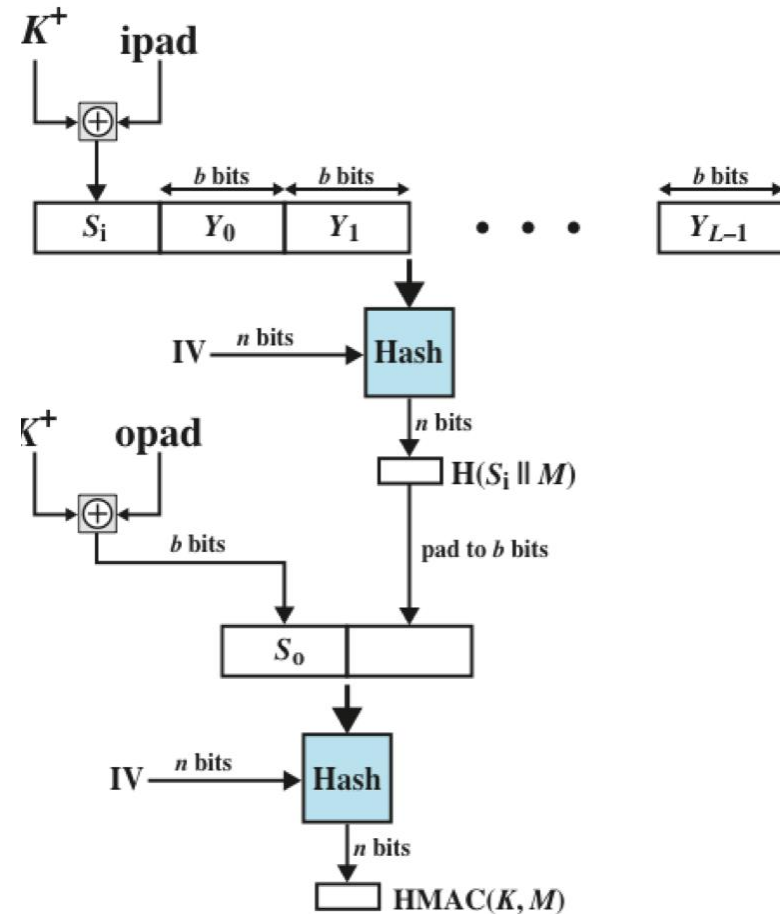 K⁺ ipad
⊕
b bits b bits b bits
Sᵢ Y₀ Y₁ • • • Y_{L–1}
IV n bits Hash
n bits
K⁺ opad
H(Sᵢ || M)
⊕
b bits
pad to b bits
Sₒ
IV n bits Hash
n bits
HMAC(K, M)